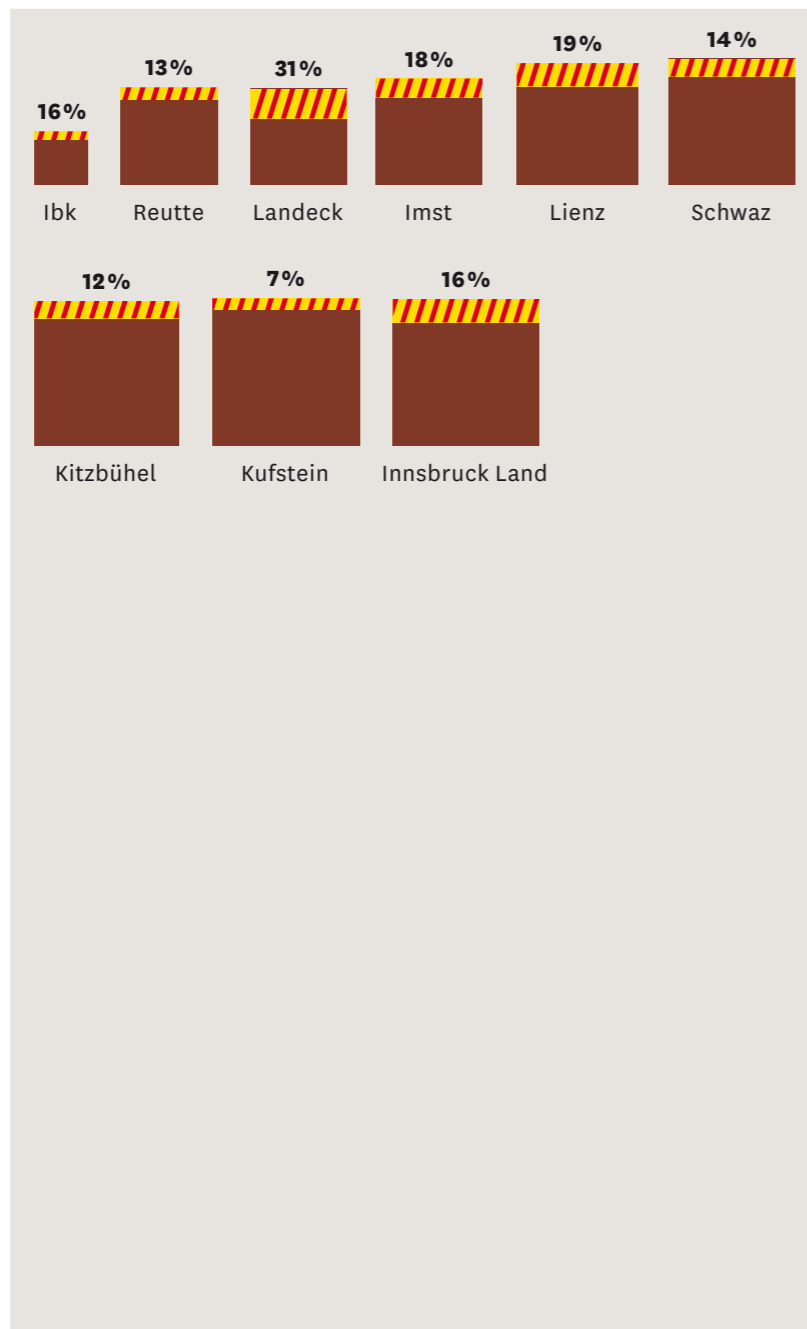 16% 13% 31% 18% 19% 14%
Ibk Reutte Landeck Imst Lienz Schwaz
12% 7% 16%
Kitzbühel Kufstein Innsbruck Land